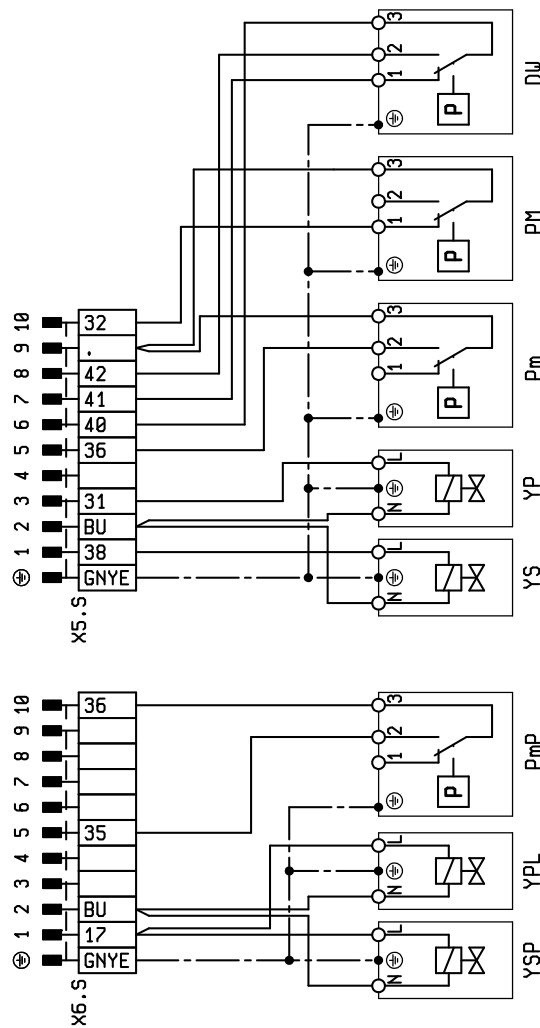 10 32
9 .
8 42
7 41
6 40
5 36
4
3 31
2 BU
1 38
GNYE
X5.S
3
2
1
P
DW
3
2
1
P
PM
3
2
1
P
Pm
L
N
YP
L
N
YS
10 36
9
8
7
6
5 35
4
3
2 BU
1 17
GNYE
X6.S
3
2
1
P
PmP
L
N
YPL
L
N
YSP